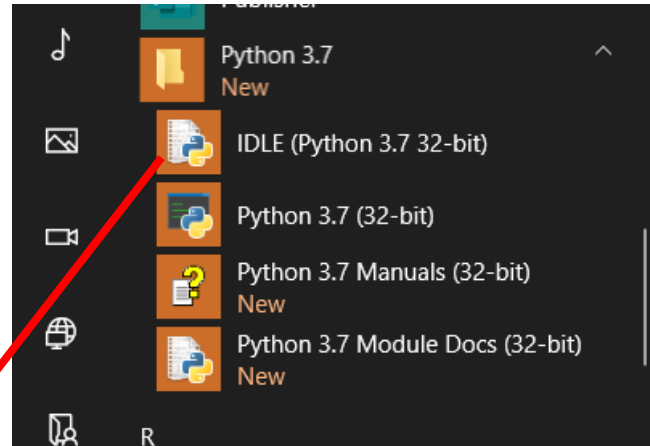 Publisher
Python 3.7
New
IDLE (Python 3.7 32-bit)
Python 3.7 (32-bit)
Python 3.7 Manuals (32-bit)
New
Python 3.7 Module Docs (32-bit)
New
R